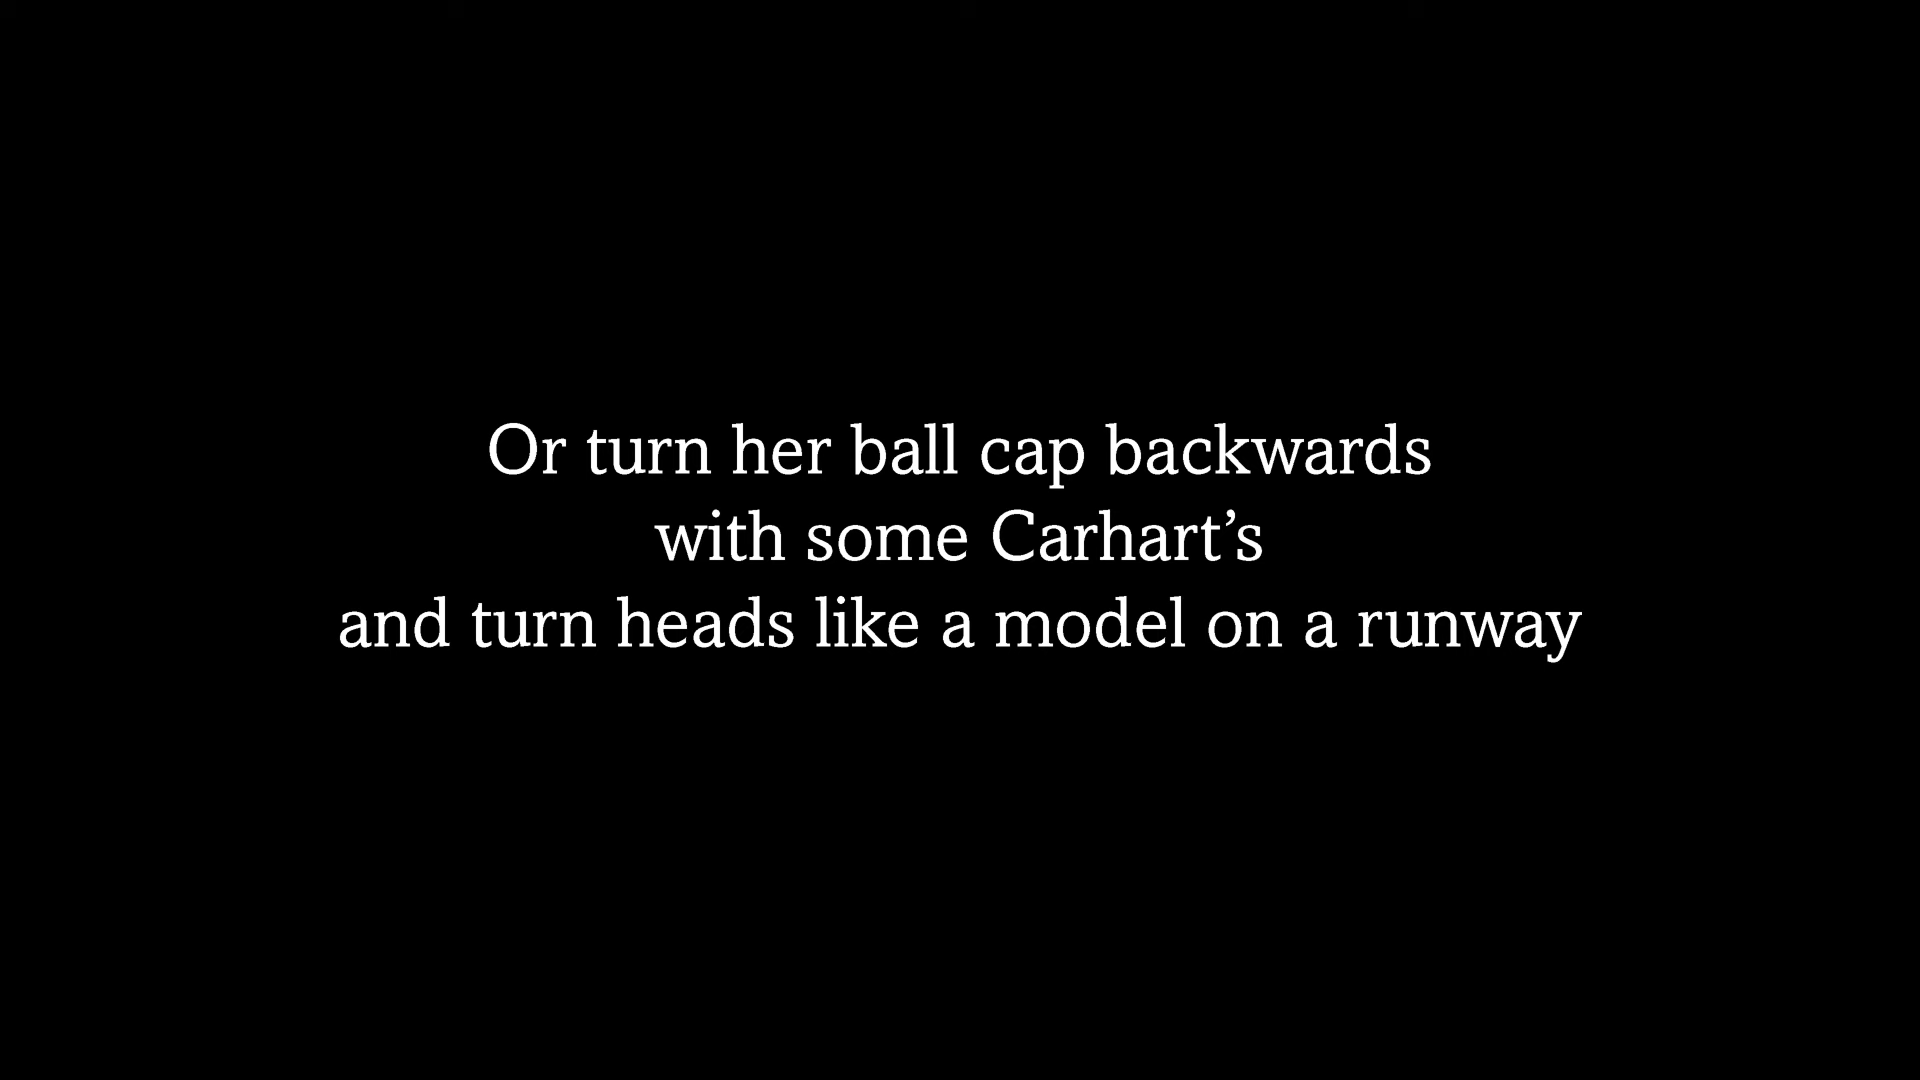 Or turn her ball cap backwards
with some Carhart’s
and turn heads like a model on a runway